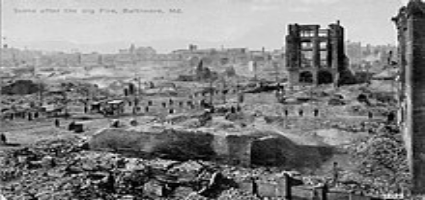 Scene after the big Fire, Baltimore, Md.